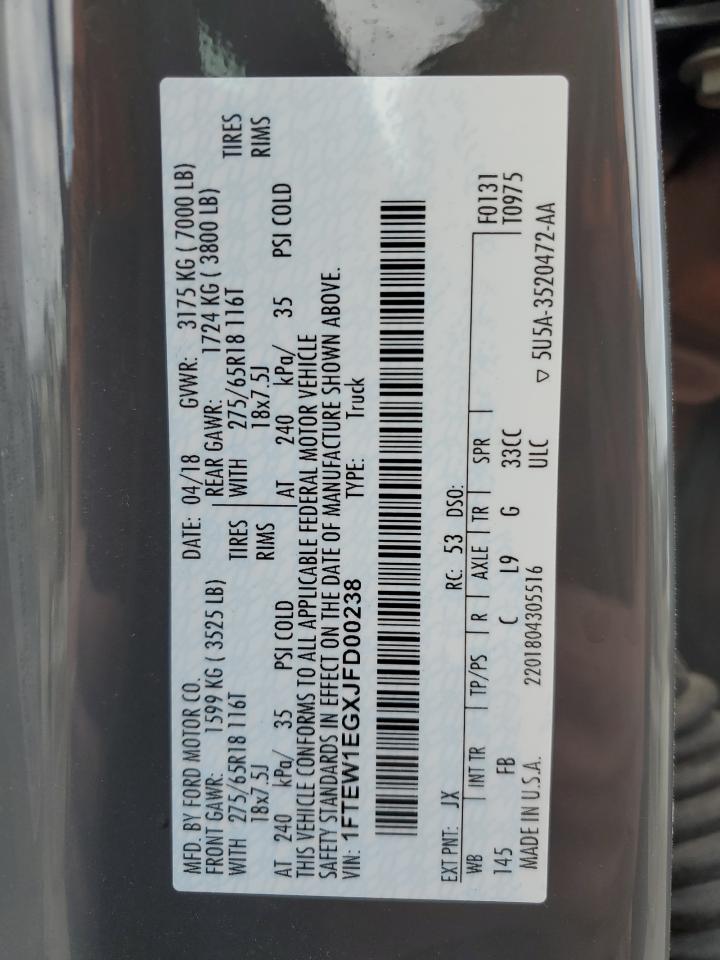 MFD. BY FORD MOTOR CO. DATE: 04/18 GVWR: 3175 KG ( 7000 LB)
FRONT GAWR: 1599 KG ( 3525 LB) REAR GAWR: 1724 KG ( 3800 LB)
WITH 275/65R18 116T TIRES WITH 275/65R18 116T TIRES
18x7.5J RIMS 18x7.5J RIMS
AT 240 kPa/ 35 PSI COLD AT 240 kPa/ 35 PSI COLD
THIS VEHICLE CONFORMS TO ALL APPLICABLE FEDERAL MOTOR VEHICLE
SAFETY STANDARDS IN EFFECT ON THE DATE OF MANUFACTURE SHOWN ABOVE.
VIN: 1FTEW1EGXJFD00238 TYPE: Truck
EXT PNT: JX RC: 53 DSO: F0131
WB INT TR TP/PS R AXLE TR SPR T0975
145 FB C L9 G 33CC
MADE IN U.S.A. 2201804305516 ULC ▽ 5U5A-3520472-AA